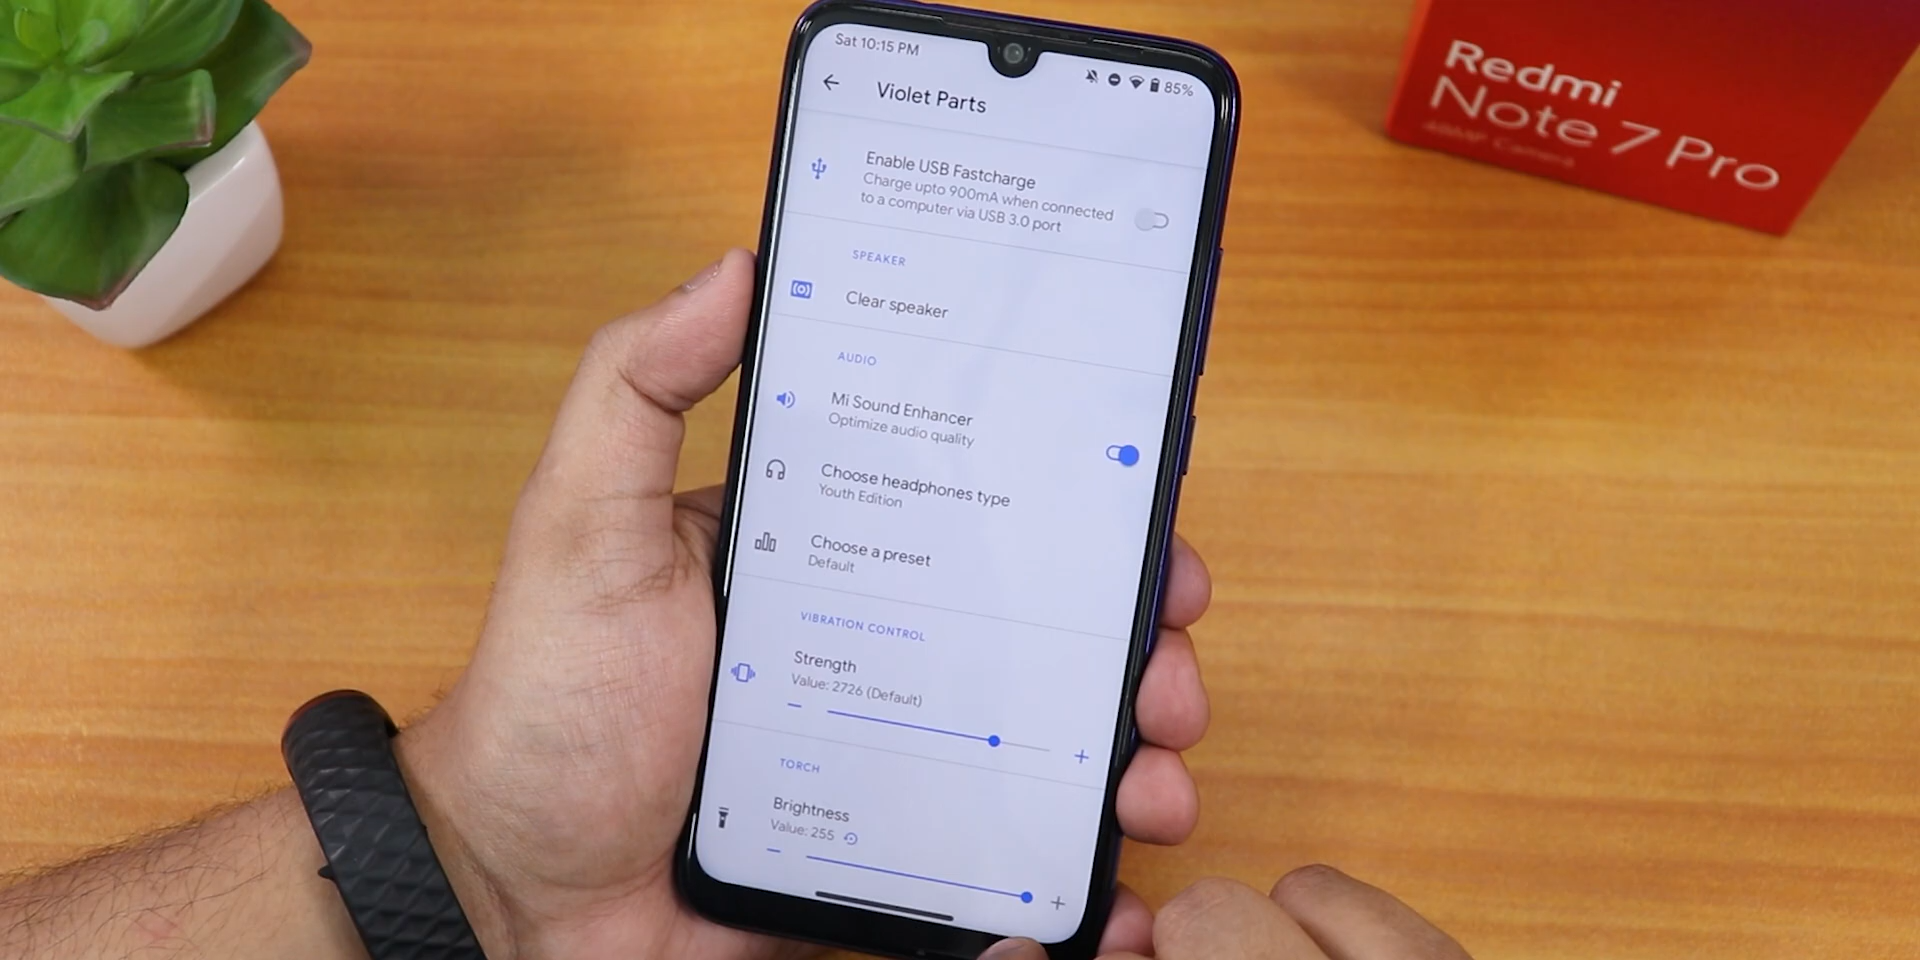 Sat 10:15 PM
85%
Violet Parts
Enable USB Fastcharge
Charge upto 900mA when connected
to a computer via USB 3.0 port
SPEAKER
Clear speaker
AUDIO
Mi Sound Enhancer
Optimize audio quality
Choose headphones type
Youth Edition
Choose a preset
Default
VIBRATION CONTROL
Strength
Value: 2726 (Default)
TORCH
Brightness
Value: 255
Redmi
Note 7 Pro
48MP Camera